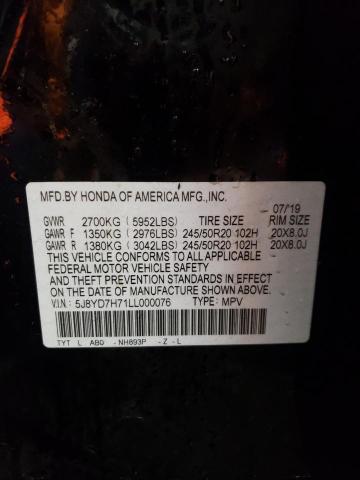 MFD.BY HONDA OF AMERICA MFG.,INC.
07/'19
GVWR 2700KG (5952LBS) TIRE SIZE RIM SIZE
GAWR F 1350KG (2976LBS) 245/50R20 102H 20X8.0J
GAWR R 1380KG (3042LBS) 245/50R20 102H 20X8.0J
THIS VEHICLE CONFORMS TO ALL APPLICABLE
FEDERAL MOTOR VEHICLE SAFETY
AND THEFT PREVENTION STANDARDS IN EFFECT
ON THE DATE OF MANUFACTURE SHOWN ABOVE.
V.I.N: 5J8YD7H71LL000076 TYPE: MPV
TYT L AB0 -NH893P -Z-L